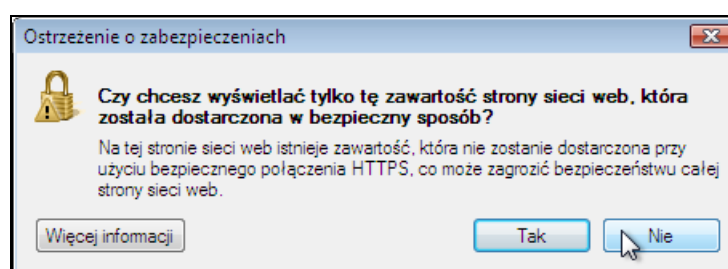 Ostrzeżenie o zabezpieczeniach
Czy chcesz wyświetlać tylko tę zawartość strony sieci web, która
została dostarczona w bezpieczny sposób?
Na tej stronie sieci web istnieje zawartość, która nie zostanie dostarczona przy
użyciu bezpiecznego połączenia HTTPS, co może zagrozić bezpieczeństwu całej
strony sieci web.
Więcej informacji
Tak
Nie